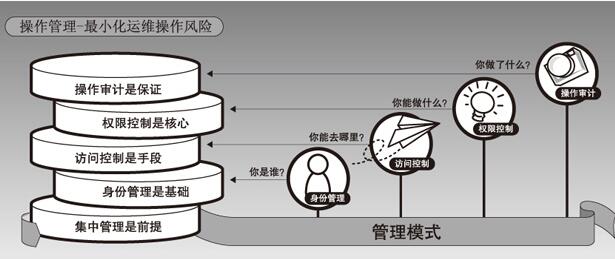 操作管理-最小化运维操作风险
你做了什么?
操作审计是保证
操作审计
你能做什么?
权限控制是核心
权限控制
你能去哪里?
访问控制是手段
访问控制
你是谁?
身份管理是基础
身份管理
集中管理是前提
管理模式